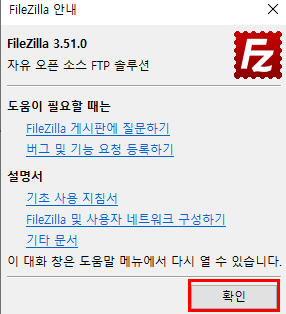 FileZilla 안내
FileZilla 3.51.0
자유 오픈 소스 FTP 솔루션
Fz
도움이 필요할 때는
FileZilla 게시판에 질문하기
버그 및 기능 요청 등록하기
설명서
기초 사용 지침서
FileZilla 및 사용자 네트워크 구성하기
기타 문서
이 대화 창은 도움말 메뉴에서 다시 열 수 있습니다.
확인